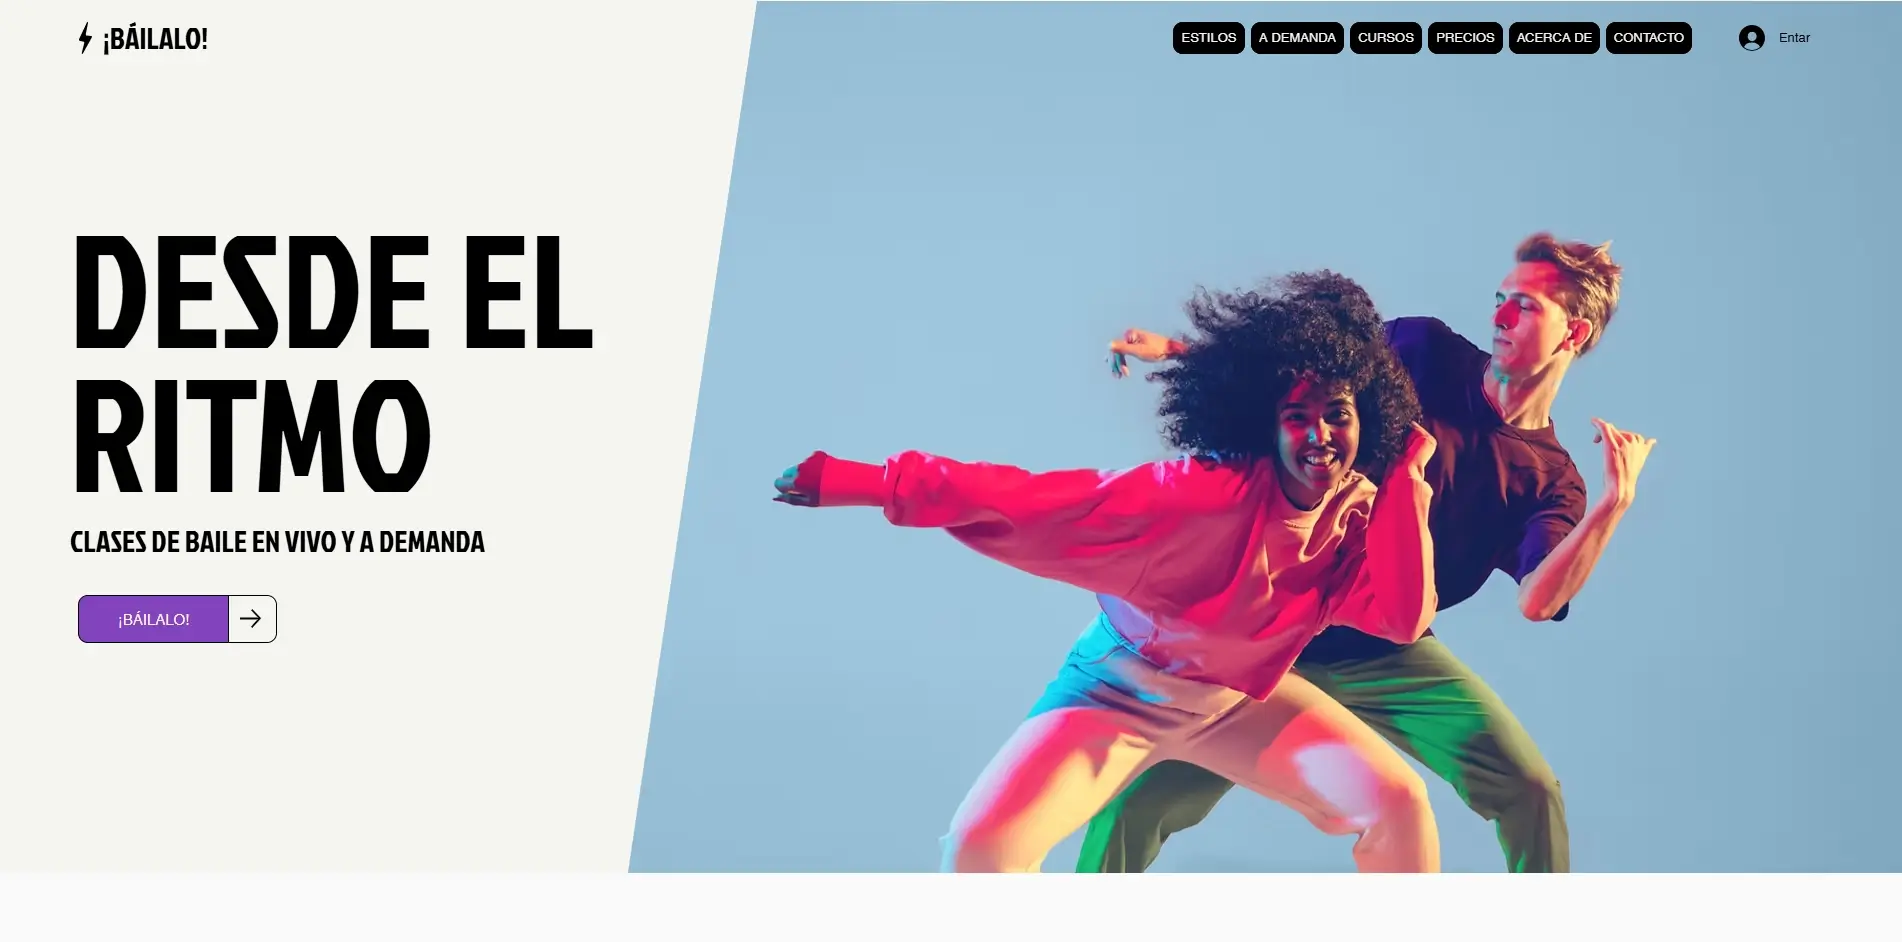 ¡BÁILALO!
ESTILOS
A DEMANDA
CURSOS
PRECIOS
ACERCA DE
CONTACTO
Entar
DESDE EL
RITMO
CLASES DE BAILE EN VIVO Y A DEMANDA
¡BÁILALO!